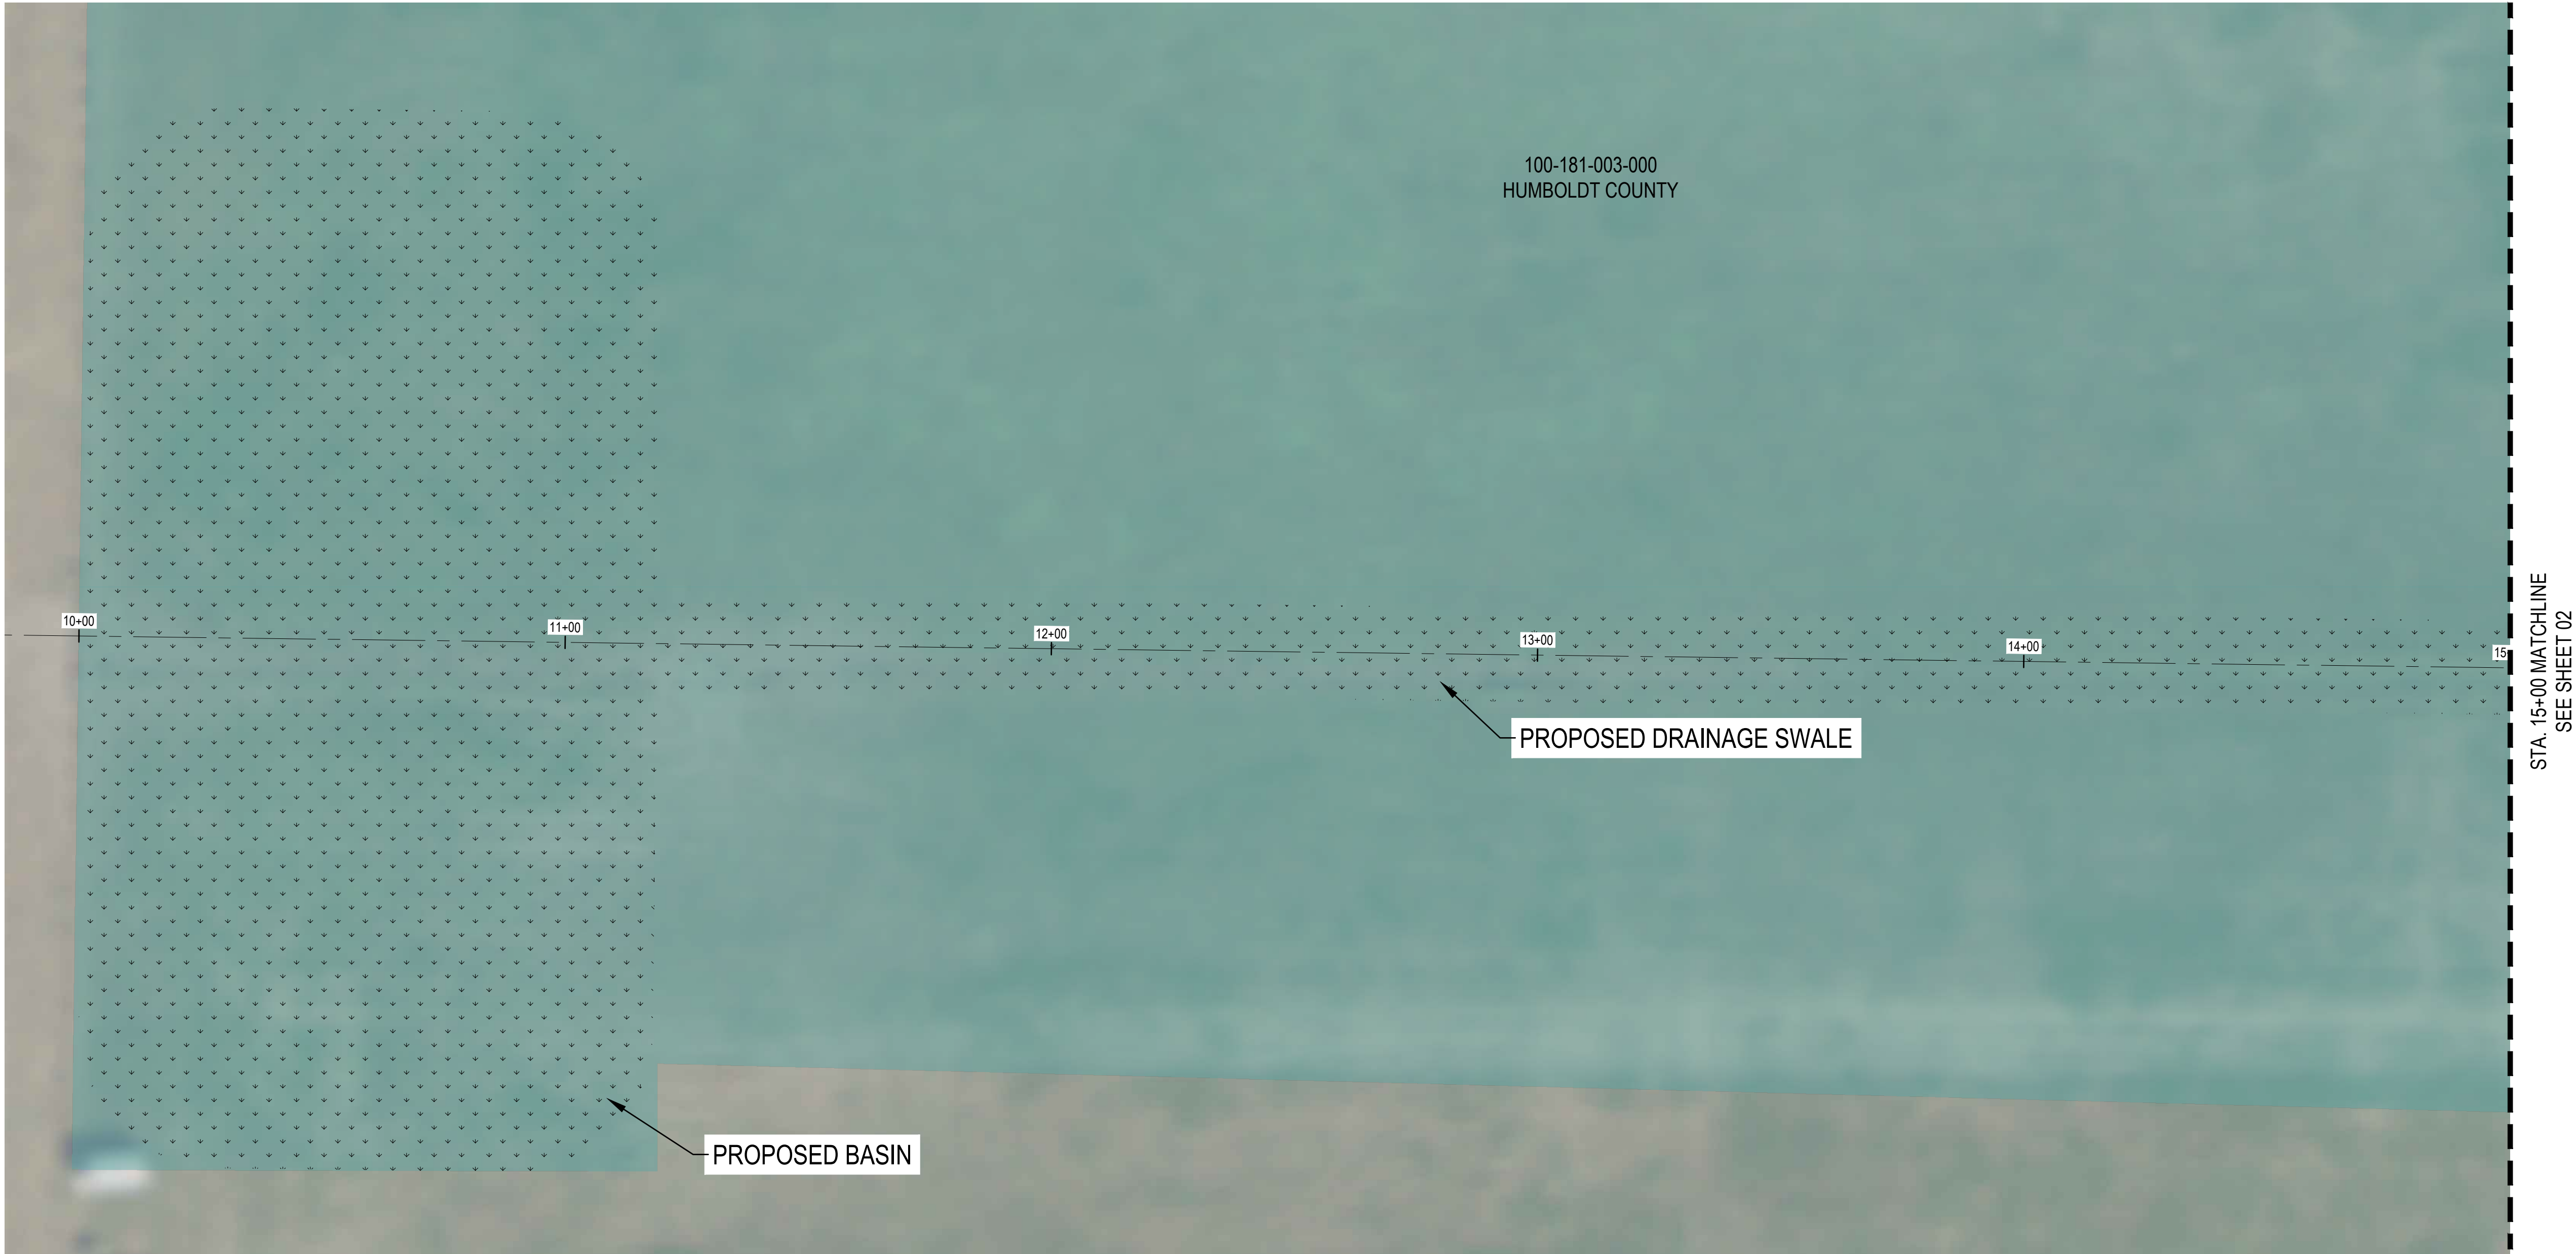 100-181-003-000
HUMBOLDT COUNTY
10+00
11+00
12+00
13+00
14+00
15
PROPOSED DRAINAGE SWALE
PROPOSED BASIN
STA. 15+00 MATCHLINE
SEE SHEET 02